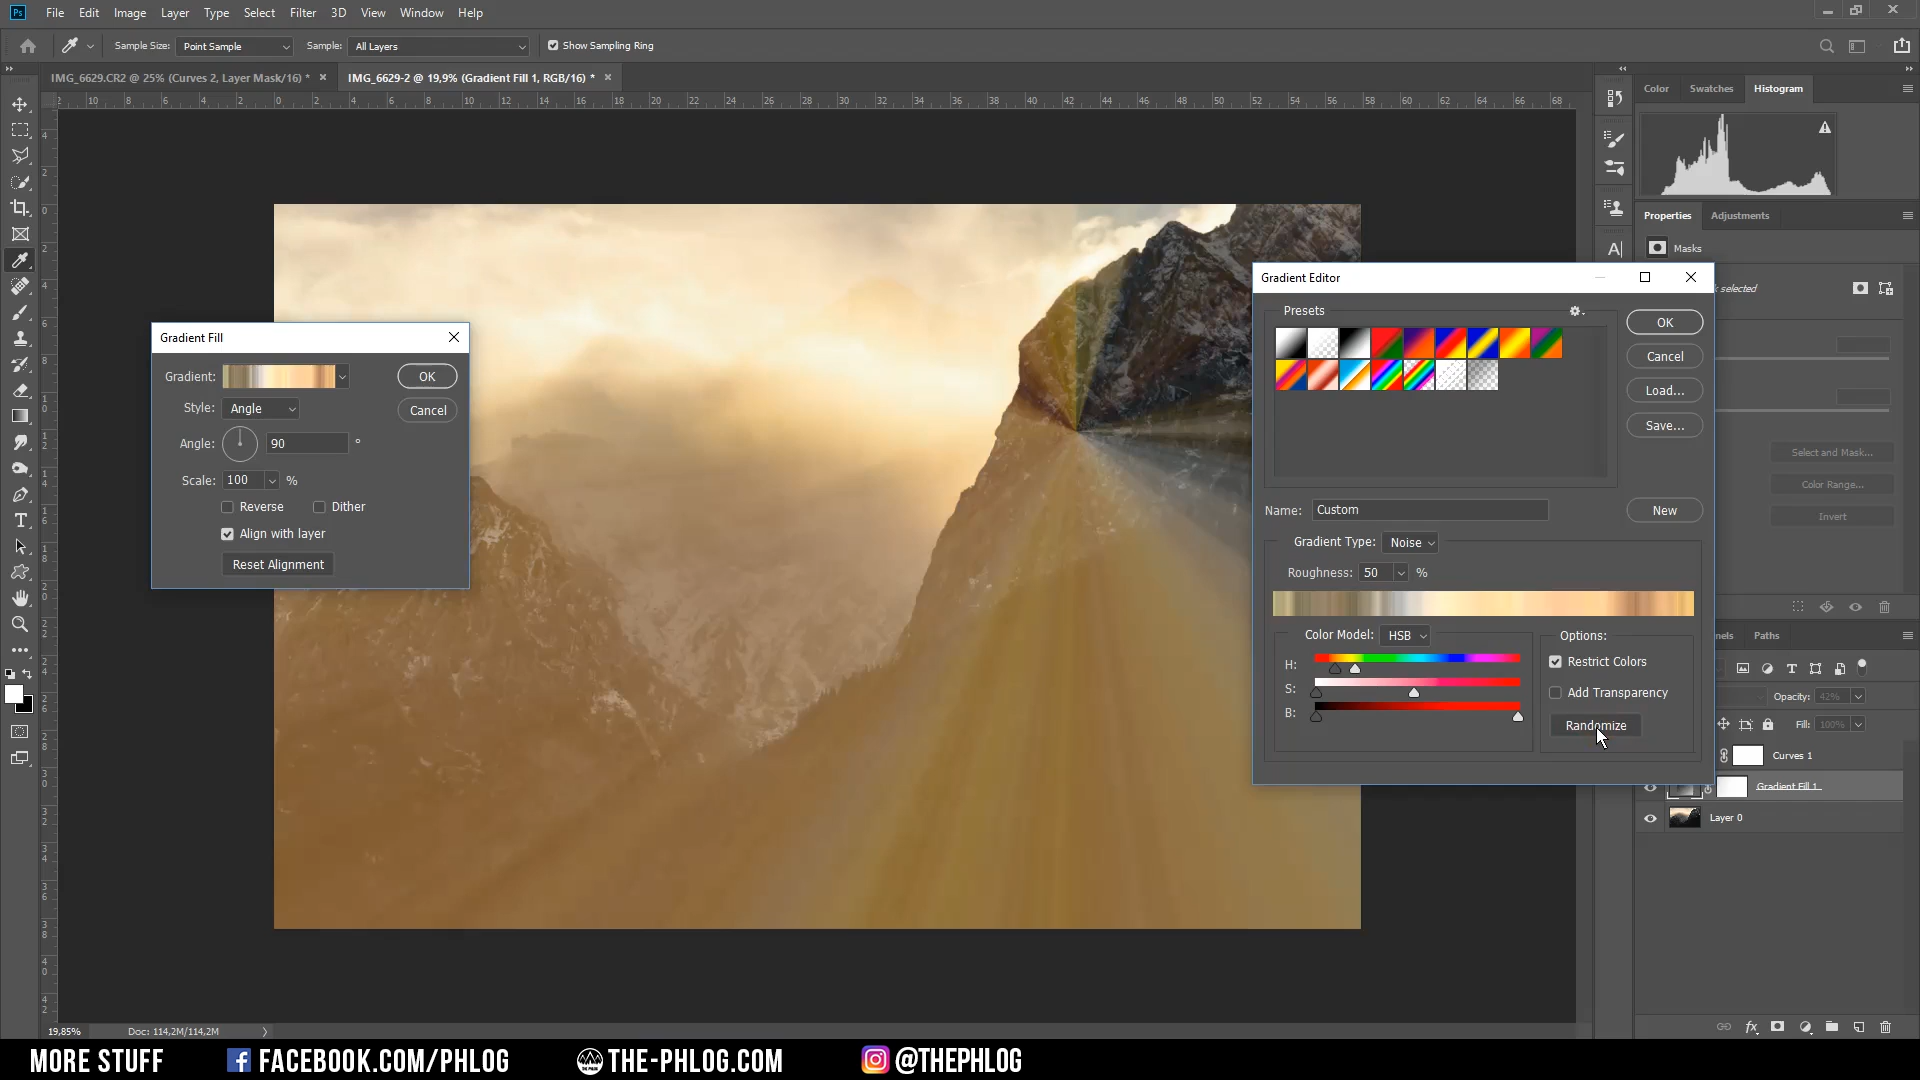 Ps File Edit Image Layer Type Select Filter 3D View Window Help
Sample Size: Point Sample Sample: All Layers Show Sampling Ring
IMG_6629.CR2 @ 25% (Curves 2, Layer Mask/16) * IMG_6629-2 @ 19,9% (Gradient Fill 1, RGB/16) *
Color Swatches Histogram
Properties Adjustments
Masks
k selected
Gradient Fill
Gradient:
Style: Angle
Angle: 90 °
Scale: 100 %
Reverse Dither
Align with layer
Reset Alignment
OK
Cancel
Gradient Editor
Presets
OK
Cancel
Load...
Save...
Name: Custom
New
Gradient Type: Noise
Roughness: 50 %
Color Model: HSB
H:
S:
B:
Options:
Restrict Colors
Add Transparency
Randomize
Select and Mask...
Color Range...
Invert
nels Paths
Opacity: 42%
Fill: 100%
Curves 1
Gradient Fill 1
Layer 0
19,85% Doc: 114,2M/114,2M
MORE STUFF FACEBOOK.COM/PHLOG THE-PHLOG.COM @THEPHLOG